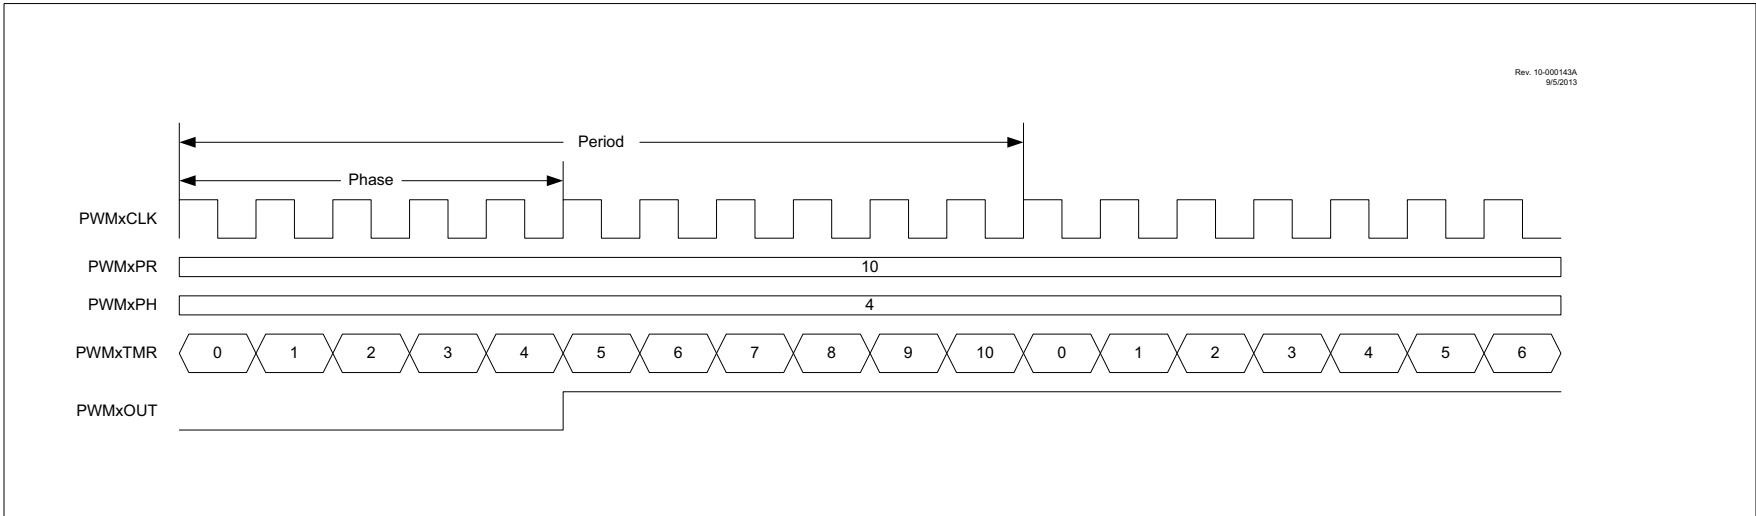 Rev. 10-000143A
9/5/2013
Period
Phase
PWMxCLK
PWMxPR
10
PWMxPH
4
PWMxTMR
0 1 2 3 4 5 6 7 8 9 10 0 1 2 3 4 5 6
PWMxOUT